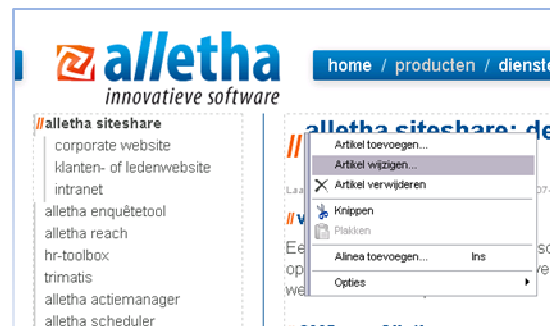 alletha
innovatieve software
home / producten / dienste
//alletha siteshare
corporate website
klanten- of ledenwebsite
intranet
alletha enquêtetool
alletha reach
hr-toolbox
trimatis
alletha actiemanager
alletha scheduler
//alletha siteshare: de
Artikel toevoegen...
Artikel wijzigen...
Artikel verwijderen
Knippen
Plakken
Alinea toevoegen... Ins
Opties